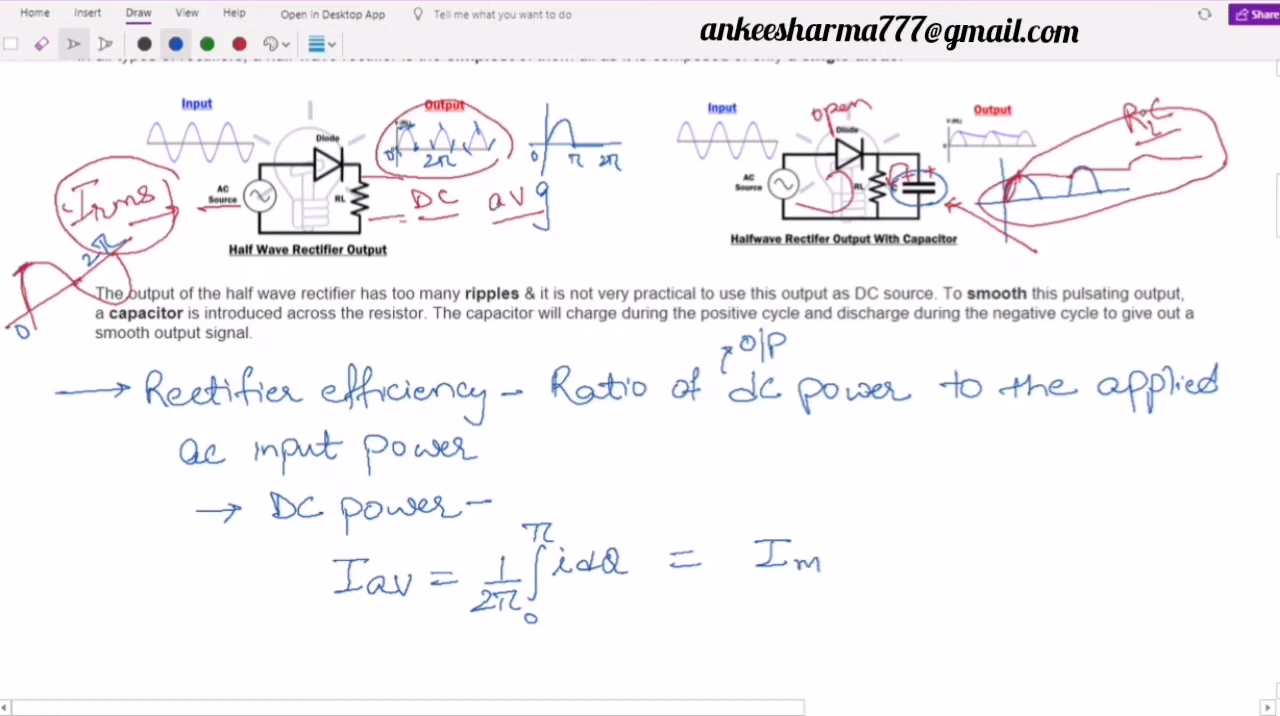 Home Insert Draw View Help Open in Desktop App Tell me what you want to do Share
ankeesharma777@gmail.com
Input
Output
Diode
AC
Source
RL
0
2π
0 π 2π
DC avg
Irms
0
2π
Half Wave Rectifier Output
Input
open
Diode
AC
Source
RL
Output
RLC
Halfwave Rectifer Output With Capacitor
The output of the half wave rectifier has too many ripples & it is not very practical to use this output as DC source. To smooth this pulsating output,
a capacitor is introduced across the resistor. The capacitor will charge during the positive cycle and discharge during the negative cycle to give out a
smooth output signal.
O/P
→ Rectifier efficiency - Ratio of dc power to the applied
ac input power
→ DC power -
Iav = 1/2π ∫₀^π i dθ = Im